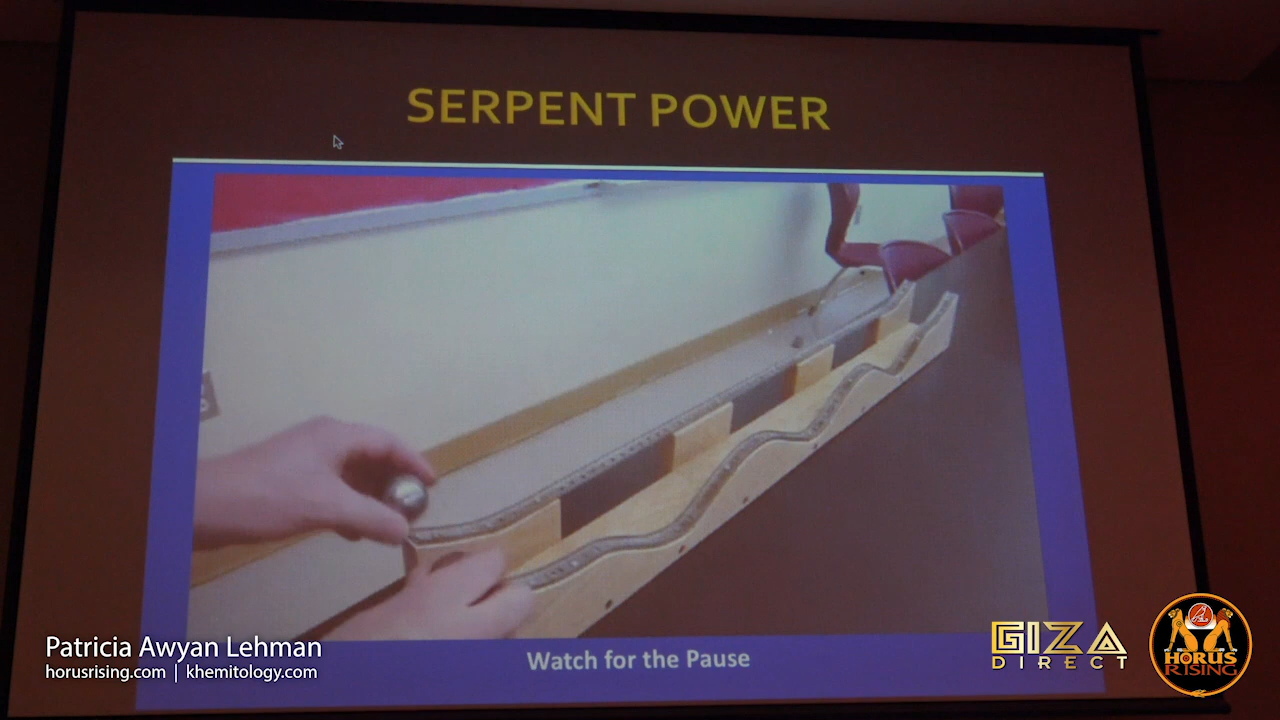 SERPENT POWER
Watch for the Pause
Patricia Awyan Lehman
horusrising.com | khemitology.com
GIZA
DIRECT
HORUS
RISING